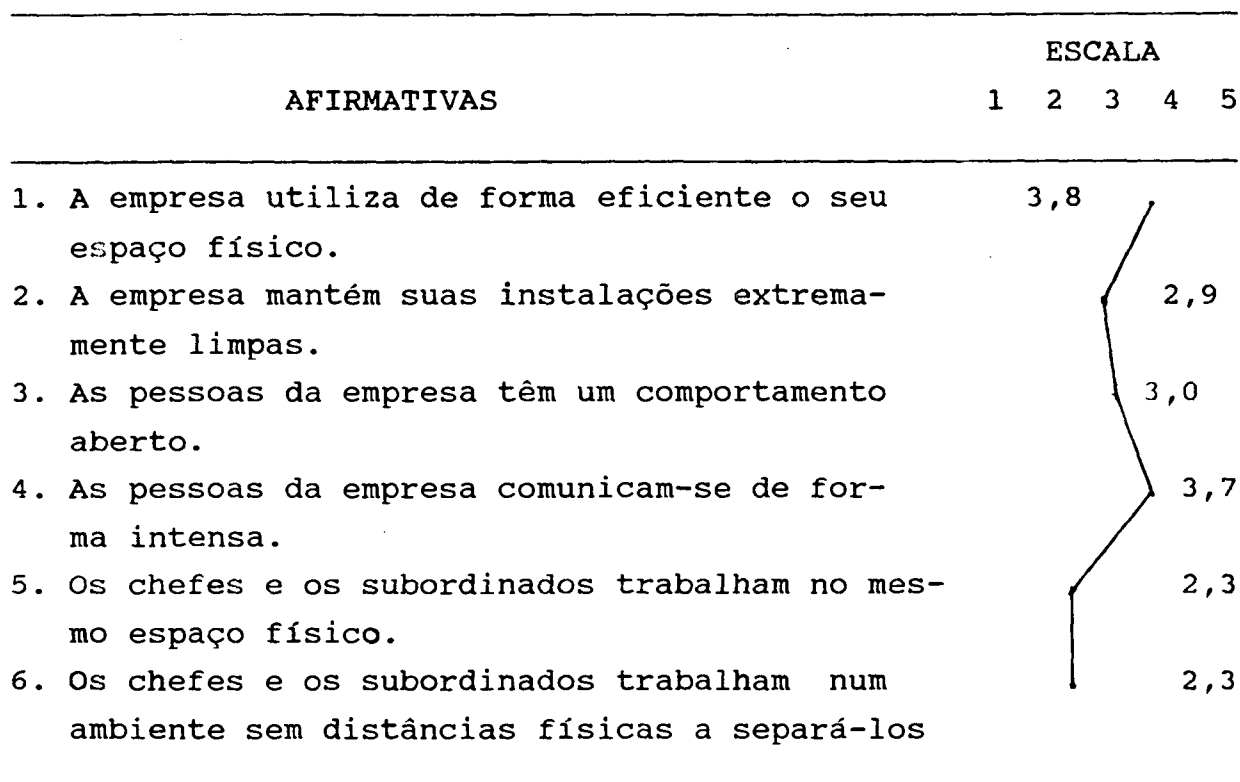 ESCALA
AFIRMATIVAS 1 2 3 4 5
1. A empresa utiliza de forma eficiente o seu 3,8
espaço físico.
2. A empresa mantém suas instalações extrema- 2,9
mente limpas.
3. As pessoas da empresa têm um comportamento 3,0
aberto.
4. As pessoas da empresa comunicam-se de for- 3,7
ma intensa.
5. Os chefes e os subordinados trabalham no mes- 2,3
mo espaço físico.
6. Os chefes e os subordinados trabalham num 2,3
ambiente sem distâncias físicas a separá-los